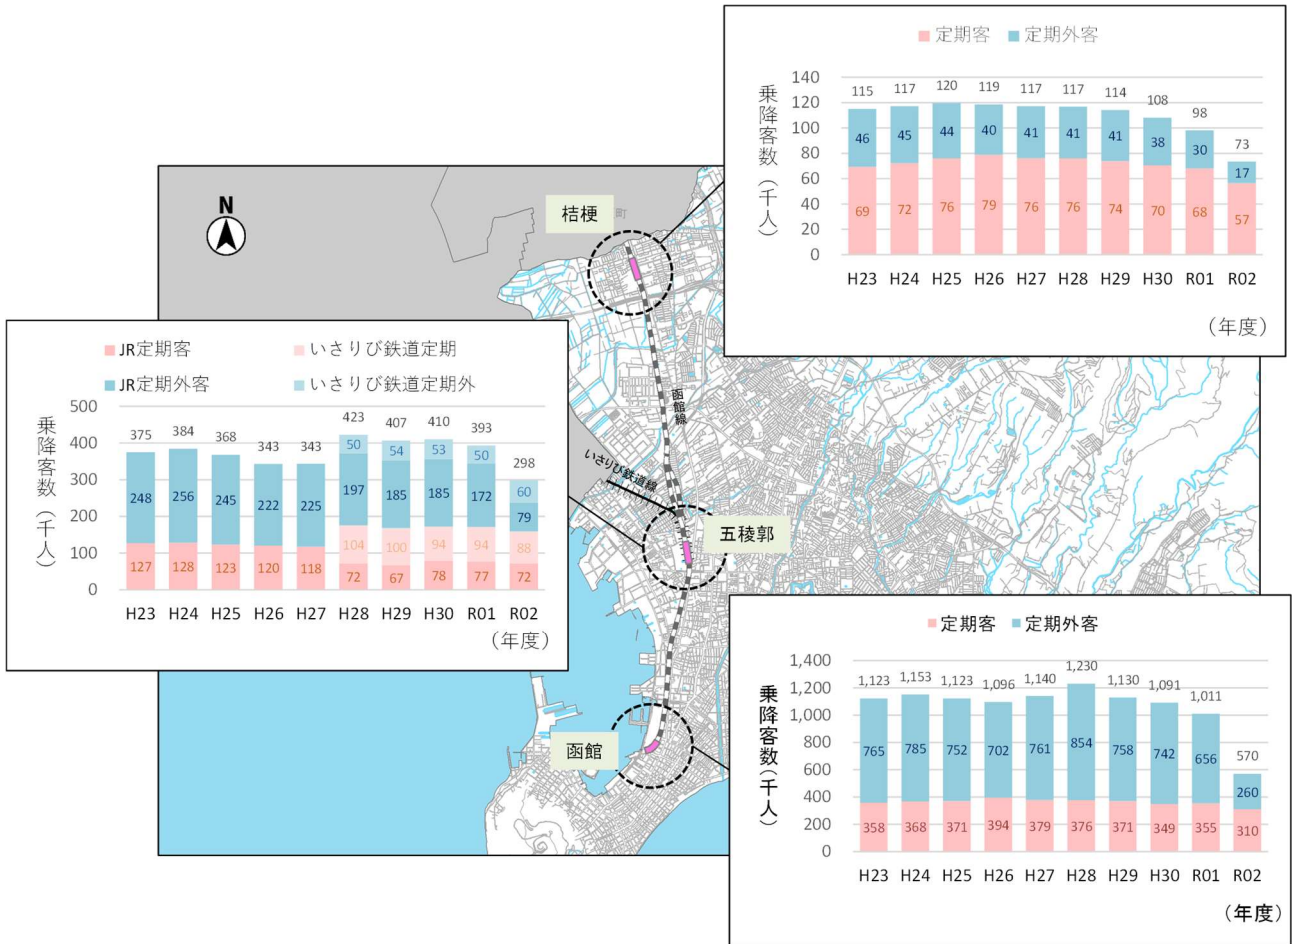 定期客 定期外客
乗降客数（千人）
140
120
100
80
60
40
20
0
115 117 120 119 117 117 114 108 98 73
46 45 44 40 41 41 41 38 30 17
69 72 76 79 76 76 74 70 68 57
H23 H24 H25 H26 H27 H28 H29 H30 R01 R02
（年度）
N
桔梗
町
函館線
いさりび鉄道線
五稜郭
函館
JR定期客 いさりび鉄道定期
JR定期外客 いさりび鉄道定期外
乗降客数（千人）
500
400
300
200
100
0
375 384 368 343 343 423 407 410 393 298
50 54 53 50 60
248 256 245 222 225 197 185 185 172 79
104 100 94 94 88
127 128 123 120 118 72 67 78 77 72
H23 H24 H25 H26 H27 H28 H29 H30 R01 R02
（年度）
定期客 定期外客
乗降客数（千人）
1,400
1,200
1,000
800
600
400
200
0
1,123 1,153 1,123 1,096 1,140 1,230 1,130 1,091 1,011 570
765 785 752 702 761 854 758 742 656 260
358 368 371 394 379 376 371 349 355 310
H23 H24 H25 H26 H27 H28 H29 H30 R01 R02
（年度）